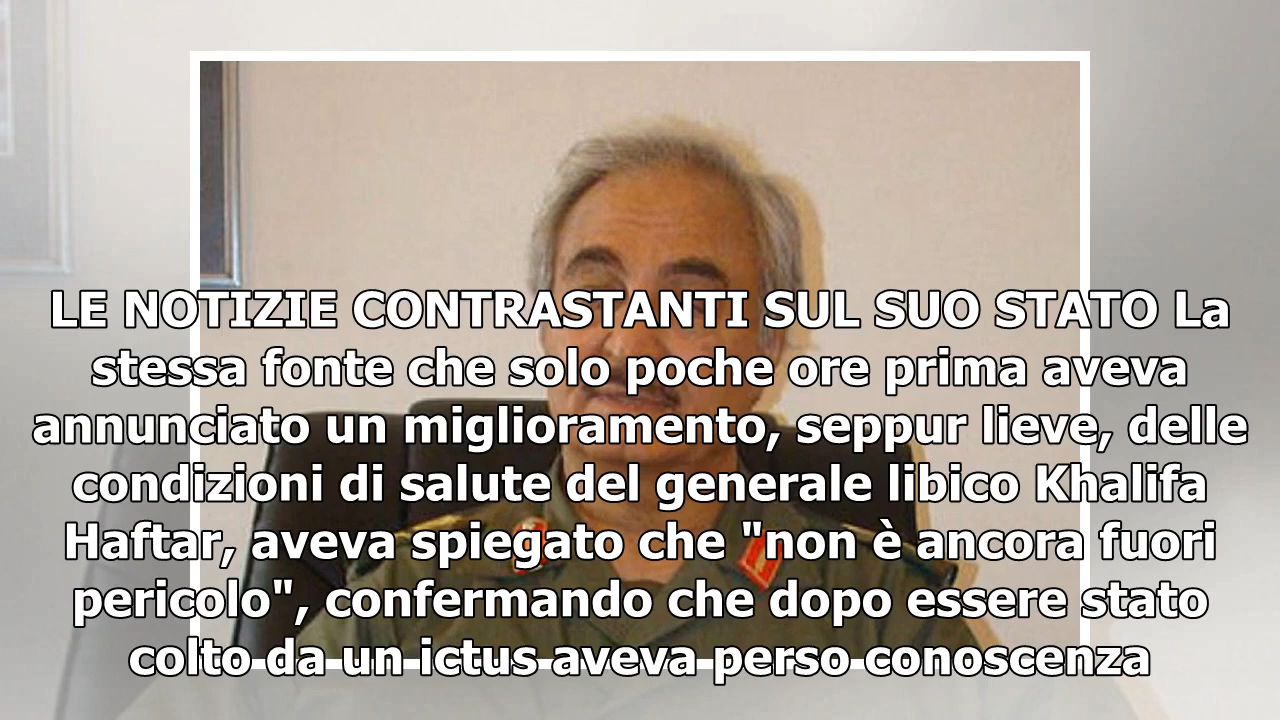 LE NOTIZIE CONTRASTANTI SUL SUO STATO La
stessa fonte che solo poche ore prima aveva
annunciato un miglioramento, seppur lieve, delle
condizioni di salute del generale libico Khalifa
Haftar, aveva spiegato che "non è ancora fuori
pericolo", confermando che dopo essere stato
colto da un ictus aveva perso conoscenza